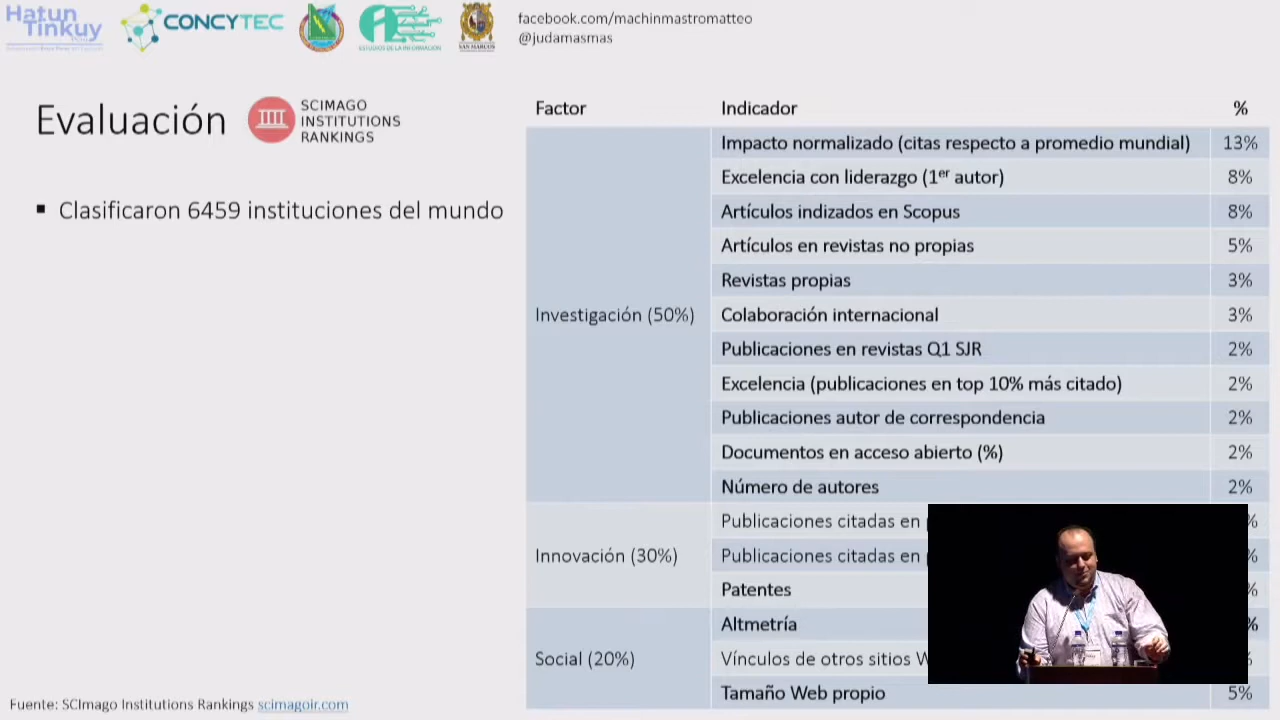 Hatun
Tinkuy
CONCYTEC
ESTUDIOS DE LA INFORMACIÓN
SAN MARCOS
facebook.com/machinmastromatteo
@judamasmas
Evaluación
SCIMAGO
INSTITUTIONS
RANKINGS
▪ Clasificaron 6459 instituciones del mundo
Factor Indicador %
Investigación (50%)
Impacto normalizado (citas respecto a promedio mundial) 13%
Excelencia con liderazgo (1er autor) 8%
Artículos indizados en Scopus 8%
Artículos en revistas no propias 5%
Revistas propias 3%
Colaboración internacional 3%
Publicaciones en revistas Q1 SJR 2%
Excelencia (publicaciones en top 10% más citado) 2%
Publicaciones autor de correspondencia 2%
Documentos en acceso abierto (%) 2%
Número de autores 2%
Innovación (30%)
Publicaciones citadas en
Publicaciones citadas en
Patentes
Social (20%)
Altmetría
Vínculos de otros sitios
Tamaño Web propio 5%
Fuente: SCImago Institutions Rankings scimagoir.com